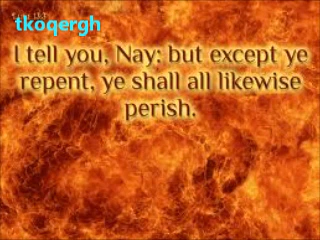 tkoqergh
I tell you, Nay: but except ye
repent, ye shall all likewise
perish.